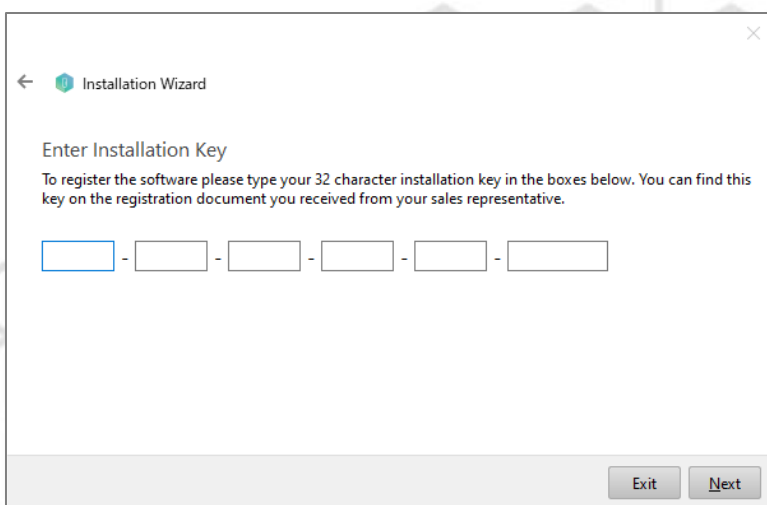 Installation Wizard
Enter Installation Key
To register the software please type your 32 character installation key in the boxes below. You can find this
key on the registration document you received from your sales representative.
- - - - -
Exit Next